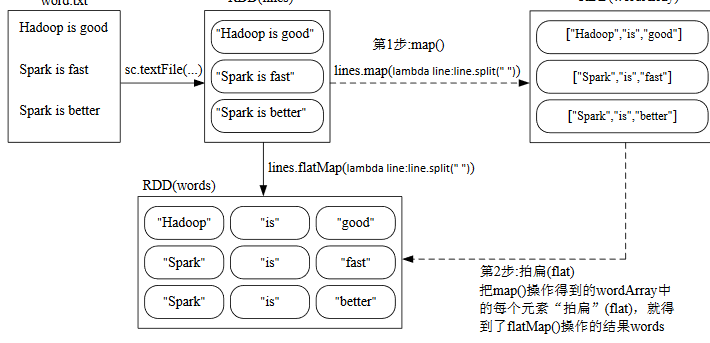 word.txt
RDD(lines)
RDD(wordArray)
Hadoop is good
Spark is fast
Spark is better
sc.textFile(...)
"Hadoop is good"
"Spark is fast"
"Spark is better"
第1步:map()
lines.map(lambda line:line.split(" "))
["Hadoop","is","good"]
["Spark","is","fast"]
["Spark","is","better"]
lines.flatMap(lambda line:line.split(" "))
RDD(words)
"Hadoop" "is" "good"
"Spark" "is" "fast"
"Spark" "is" "better"
第2步:拍扁(flat)
把map()操作得到的wordArray中
的每个元素“拍扁”(flat)，就得
到了flatMap()操作的结果words